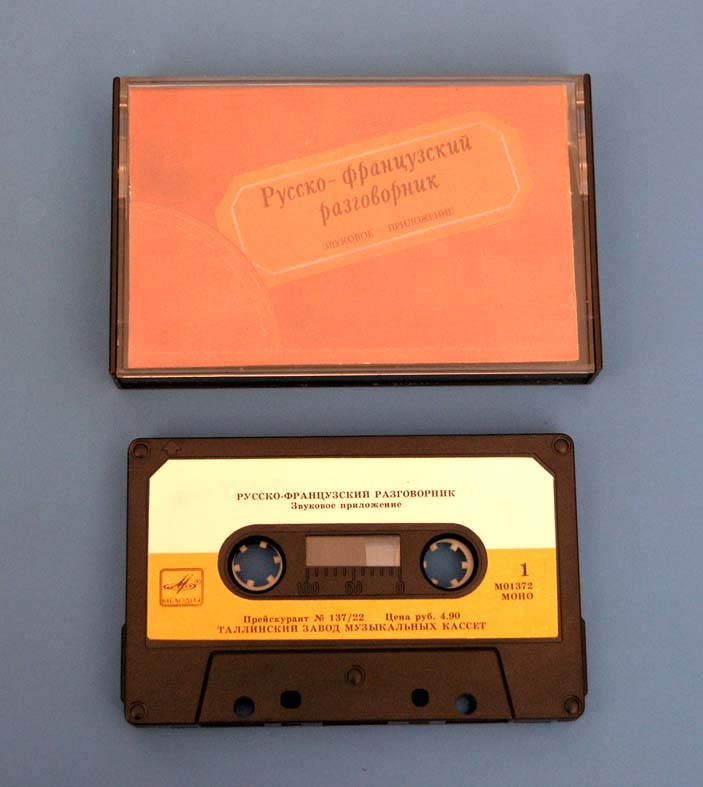 Русско-французский
разговорник
ЗВУКОВОЕ ПРИЛОЖЕНИЕ
РУССКО-ФРАНЦУЗСКИЙ РАЗГОВОРНИК
Звуковое приложение
100 50 0
МЕЛОДИЯ
1
М01372
МОНО
Прейскурант № 137/22 Цена руб. 4.90
ТАЛЛИНСКИЙ ЗАВОД МУЗЫКАЛЬНЫХ КАССЕТ